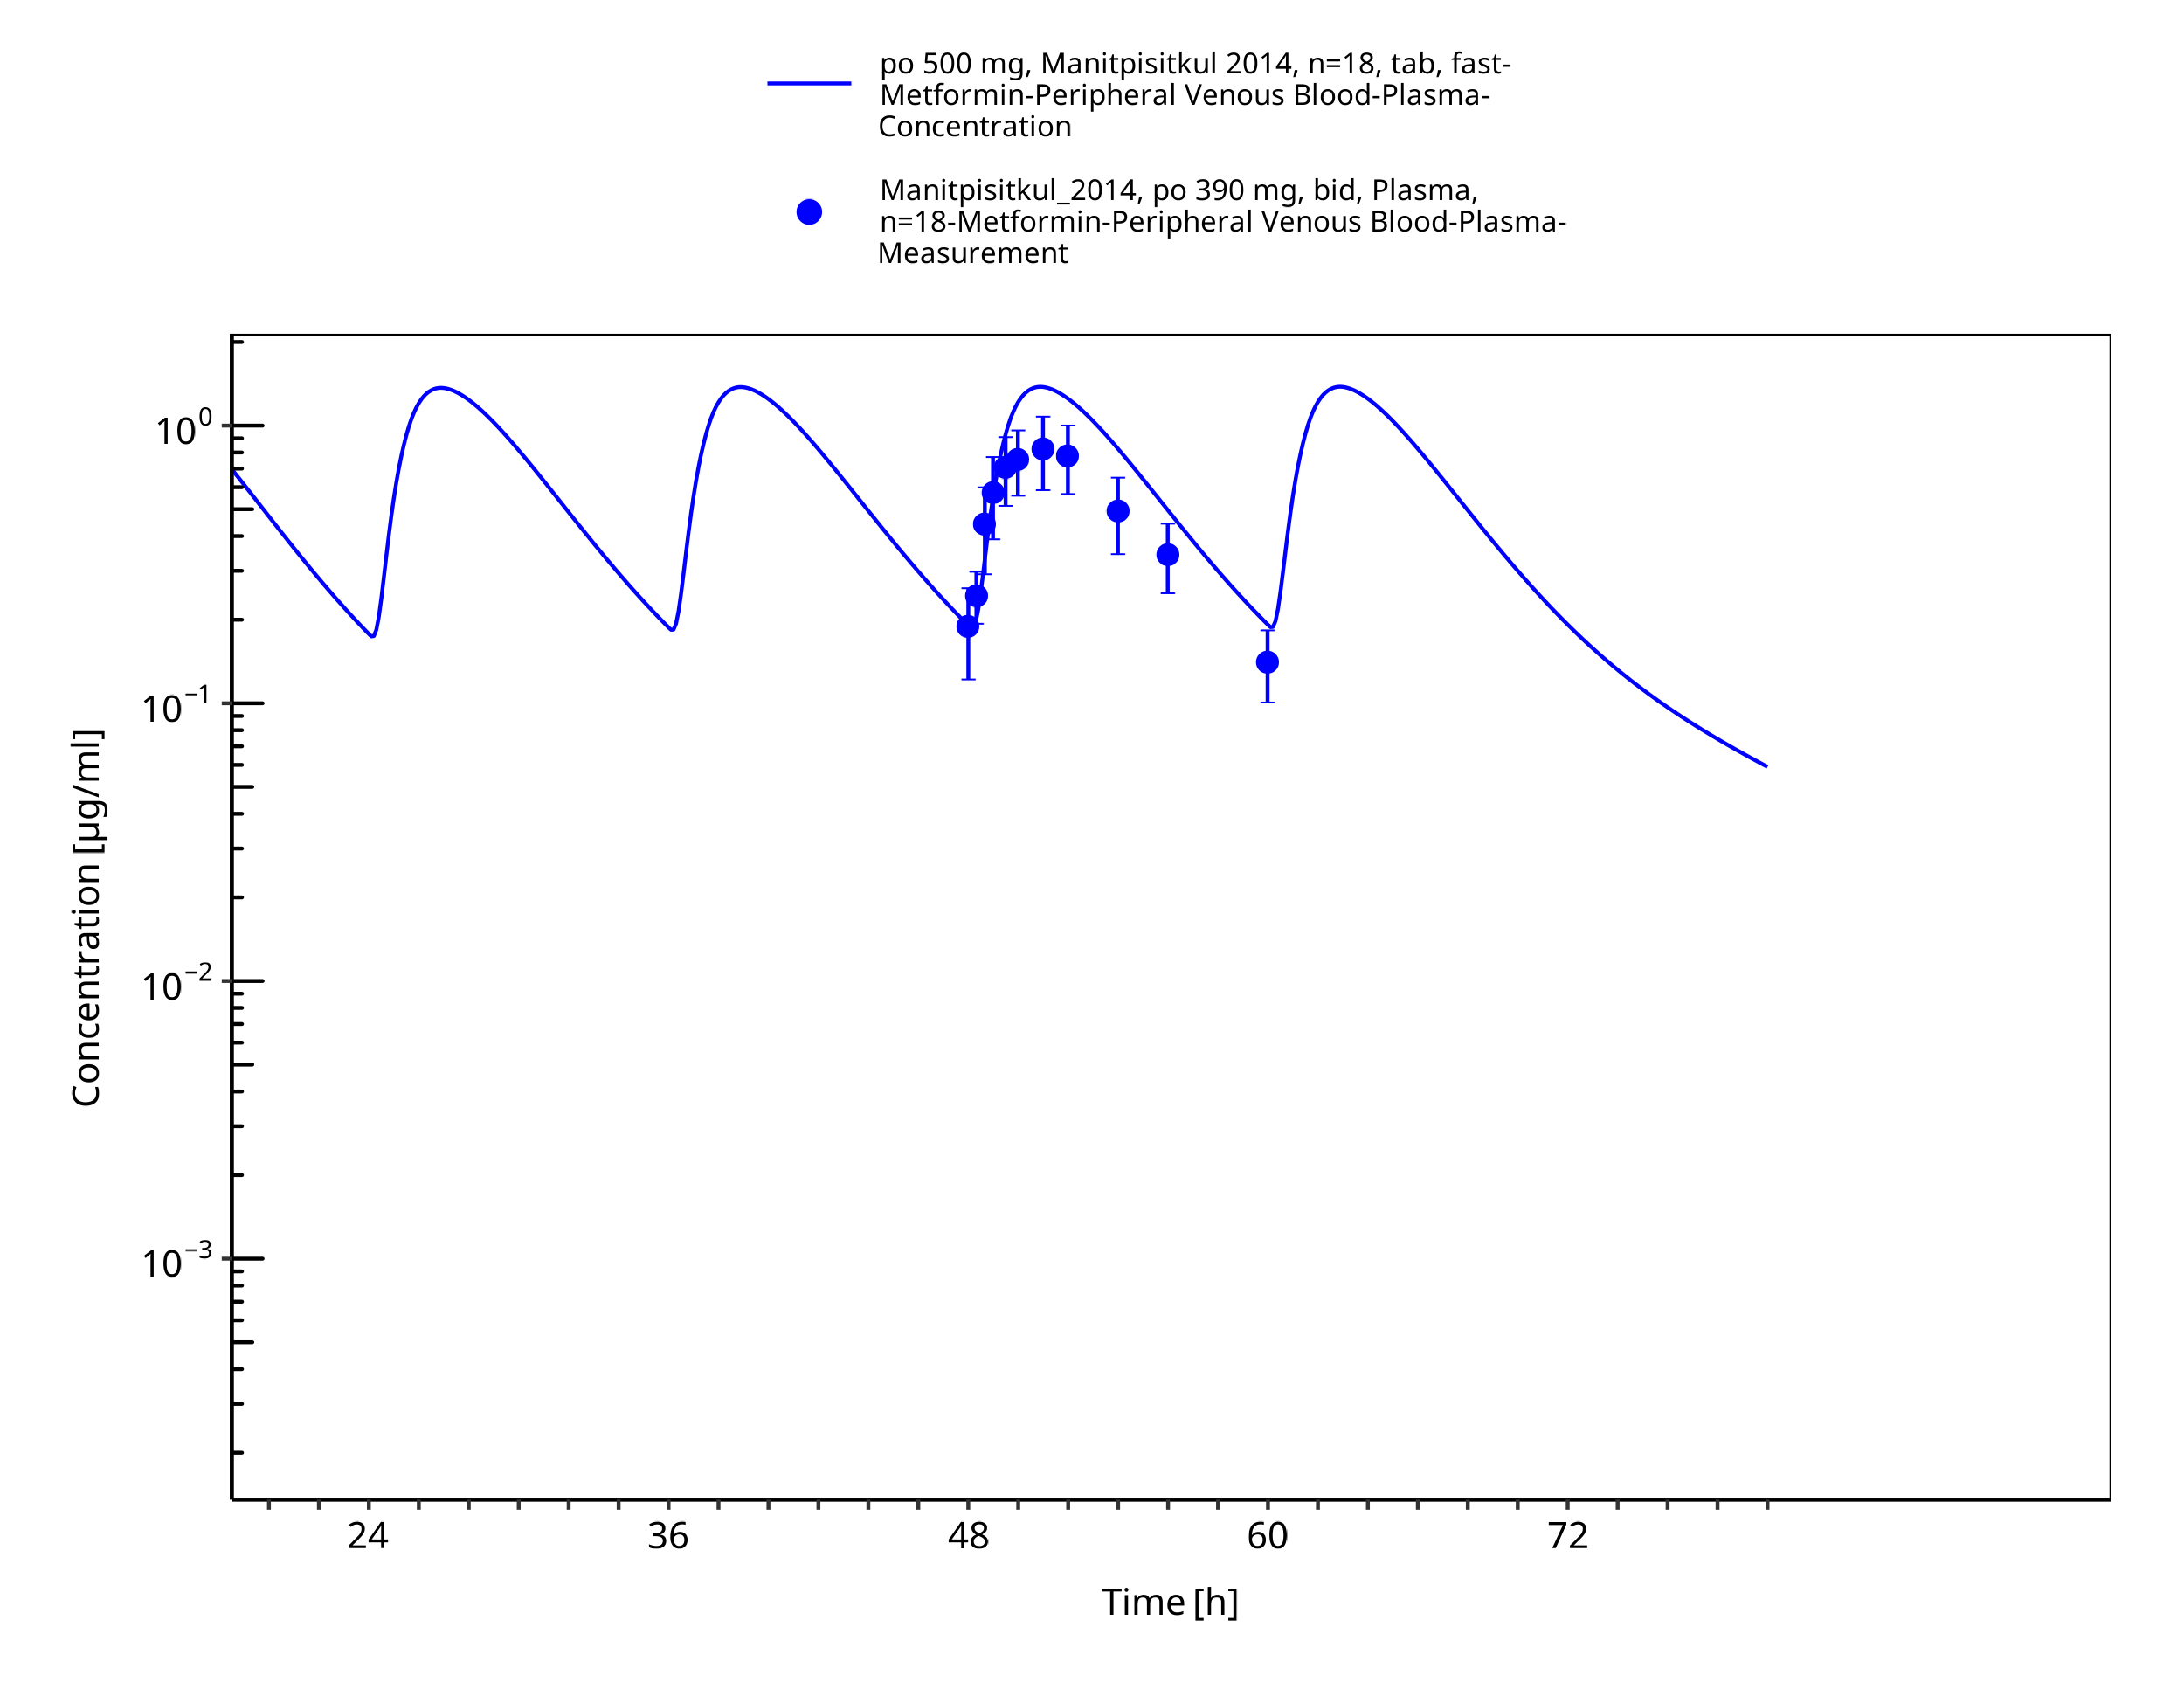 po 500 mg, Manitpisitkul 2014, n=18, tab, fast-
Metformin-Peripheral Venous Blood-Plasma-
Concentration
Manitpisitkul_2014, po 390 mg, bid, Plasma,
n=18-Metformin-Peripheral Venous Blood-Plasma-
Measurement
10⁰
10⁻¹
10⁻²
10⁻³
Concentration [µg/ml]
24 36 48 60 72
Time [h]